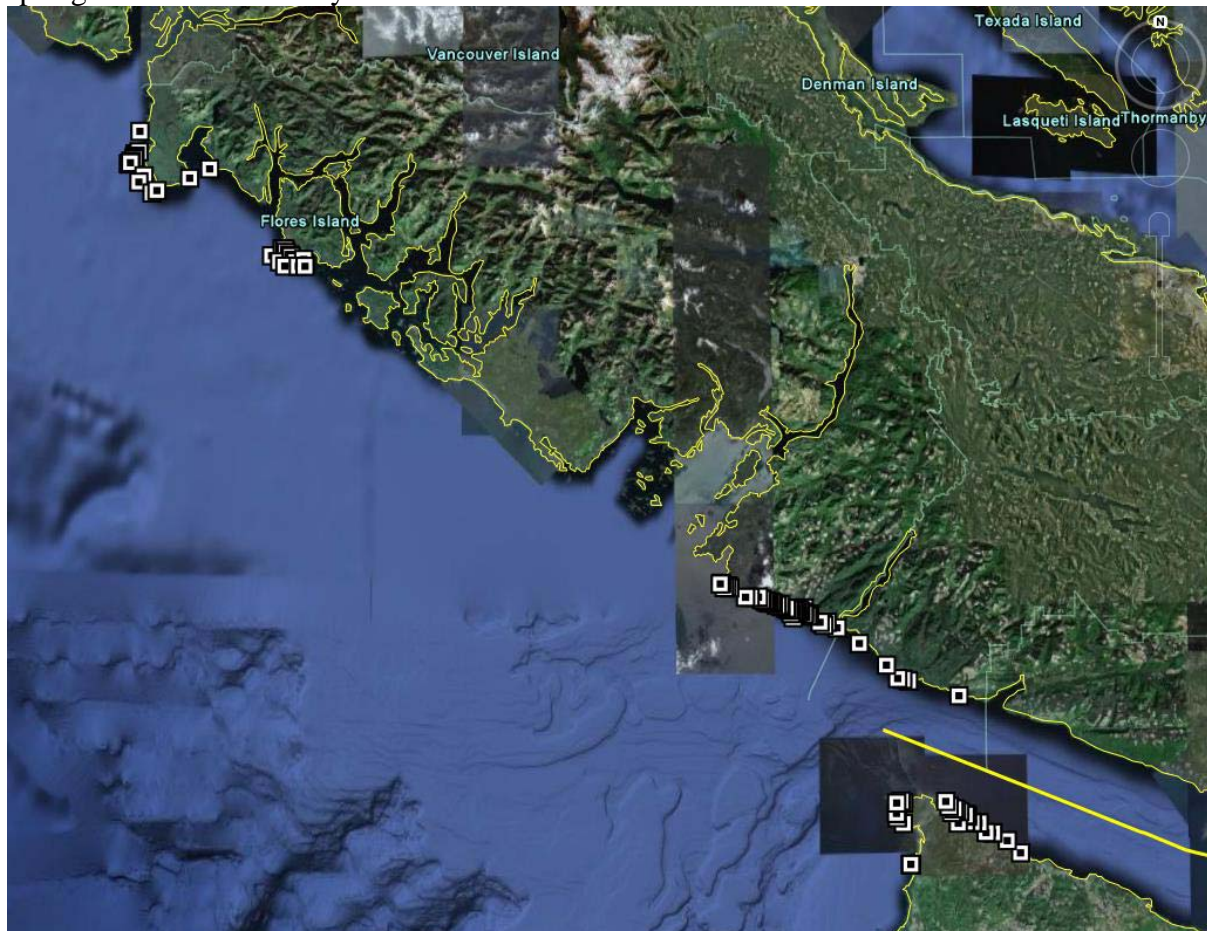 Texada Island
N
Vancouver Island
Denman Island
Lasqueti Island Thormanby
Flores Island